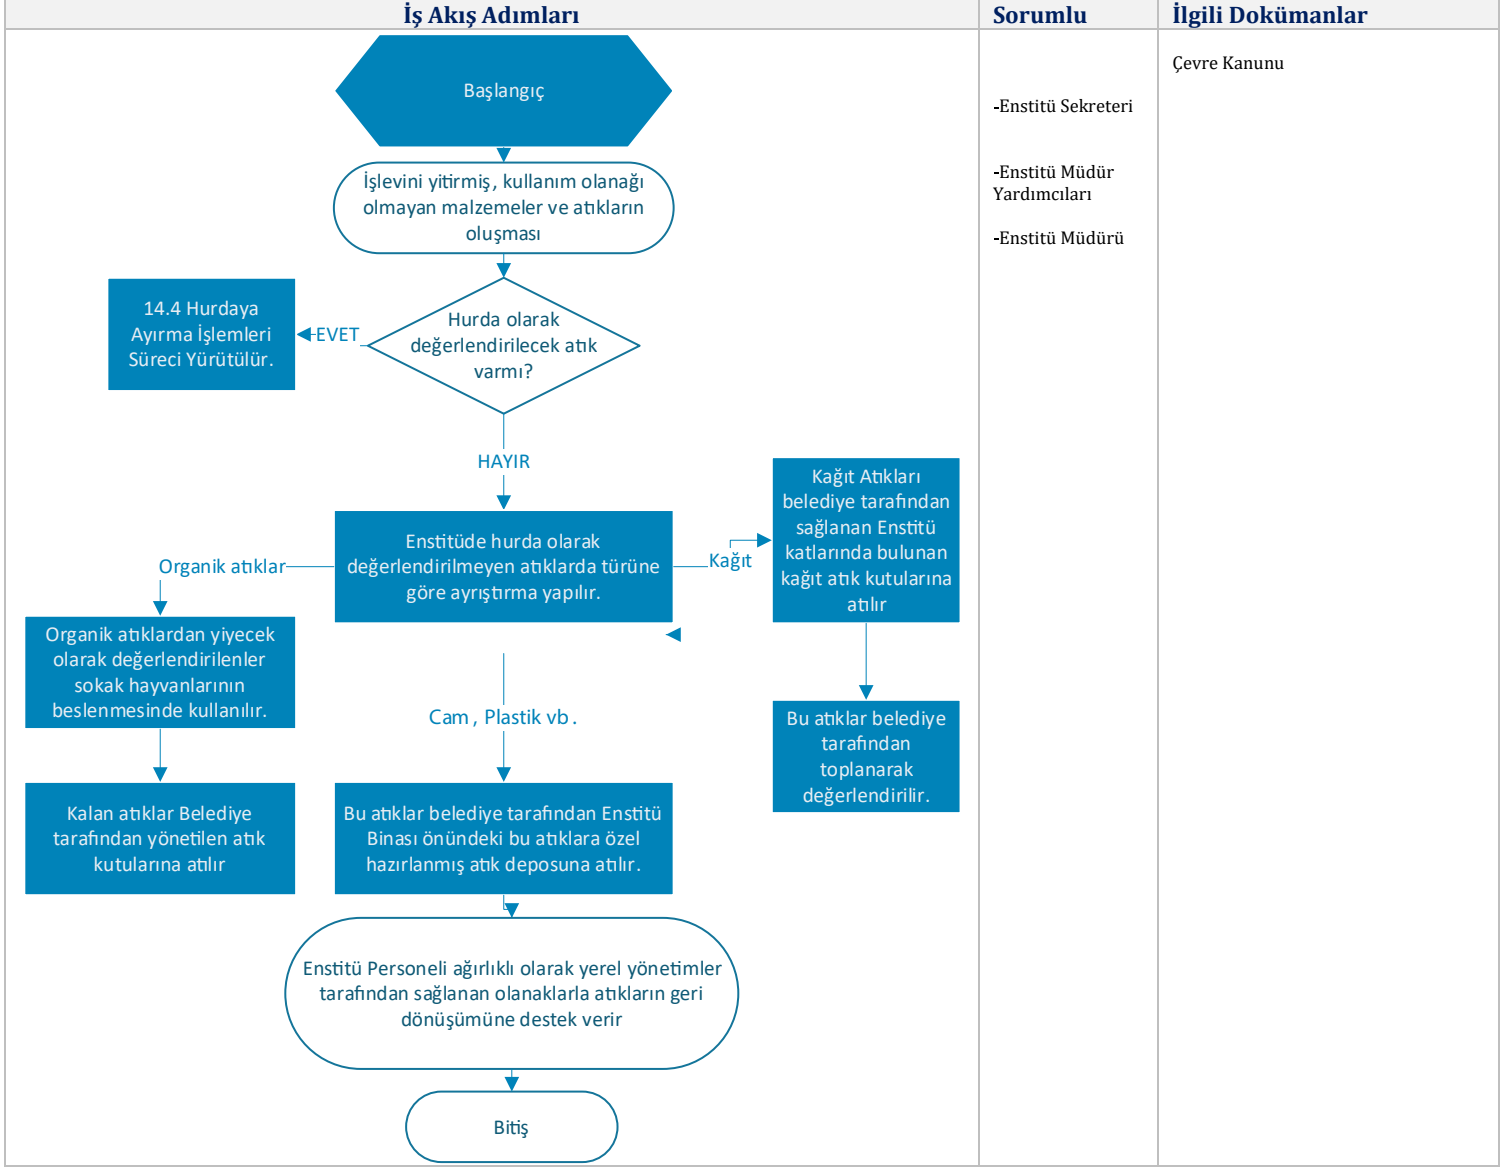 İş Akış Adımları
Sorumlu
İlgili Dokümanlar
Başlangıç
İşlevini yitirmiş, kullanım olanağı
olmayan malzemeler ve atıkların
oluşması
Hurda olarak
değerlendirilecek atık
varmı?
EVET
14.4 Hurdaya
Ayırma İşlemleri
Süreci Yürütülür.
HAYIR
Enstitüde hurda olarak
değerlendirilmeyen atıklarda türüne
göre ayrıştırma yapılır.
Organik atıklar
Organik atıklardan yiyecek
olarak değerlendirilenler
sokak hayvanlarının
beslenmesinde kullanılır.
Kalan atıklar Belediye
tarafından yönetilen atık
kutularına atılır
Cam, Plastik vb.
Bu atıklar belediye tarafından Enstitü
Binası önündeki bu atıklara özel
hazırlanmış atık deposuna atılır.
Kağıt
Kağıt Atıkları
belediye tarafından
sağlanan Enstitü
katlarında bulunan
kağıt atık kutularına
atılır
Bu atıklar belediye
tarafından
toplanarak
değerlendirilir.
Enstitü Personeli ağırlıklı olarak yerel yönetimler
tarafından sağlanan olanaklarla atıkların geri
dönüşümüne destek verir
Bitiş
-Enstitü Sekreteri
-Enstitü Müdür
Yardımcıları
-Enstitü Müdürü
Çevre Kanunu